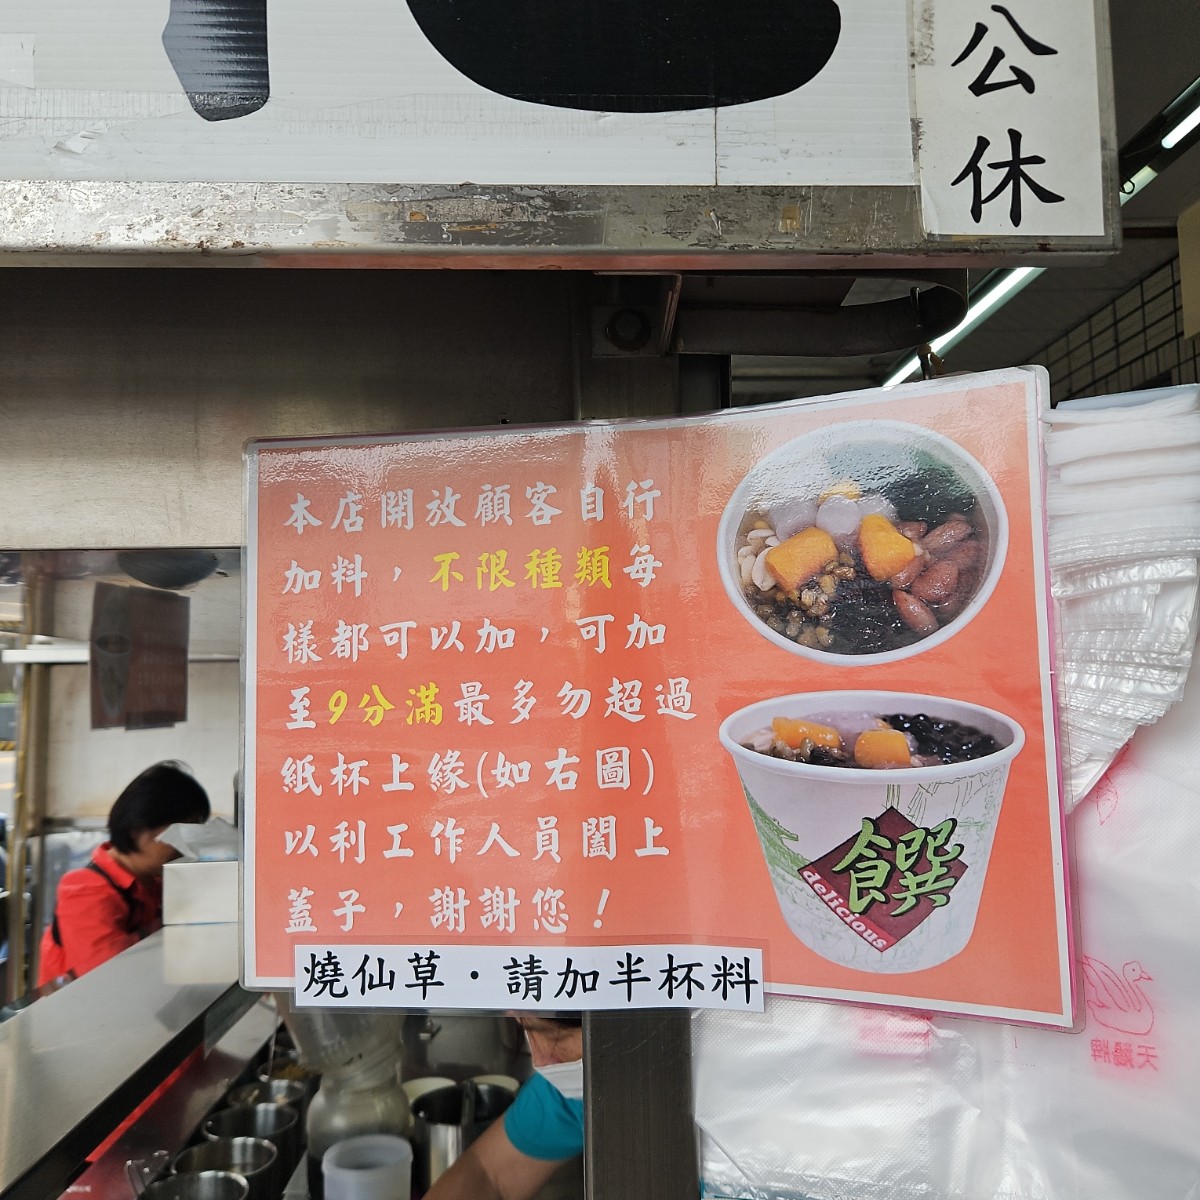 公休
本店開放顧客自行
加料，不限種類每
樣都可以加，可加
至9分滿最多勿超過
紙杯上緣(如右圖)
以利工作人員闔上
蓋子，謝謝您！
燒仙草·請加半杯料
饌
delicious
天鵝牌